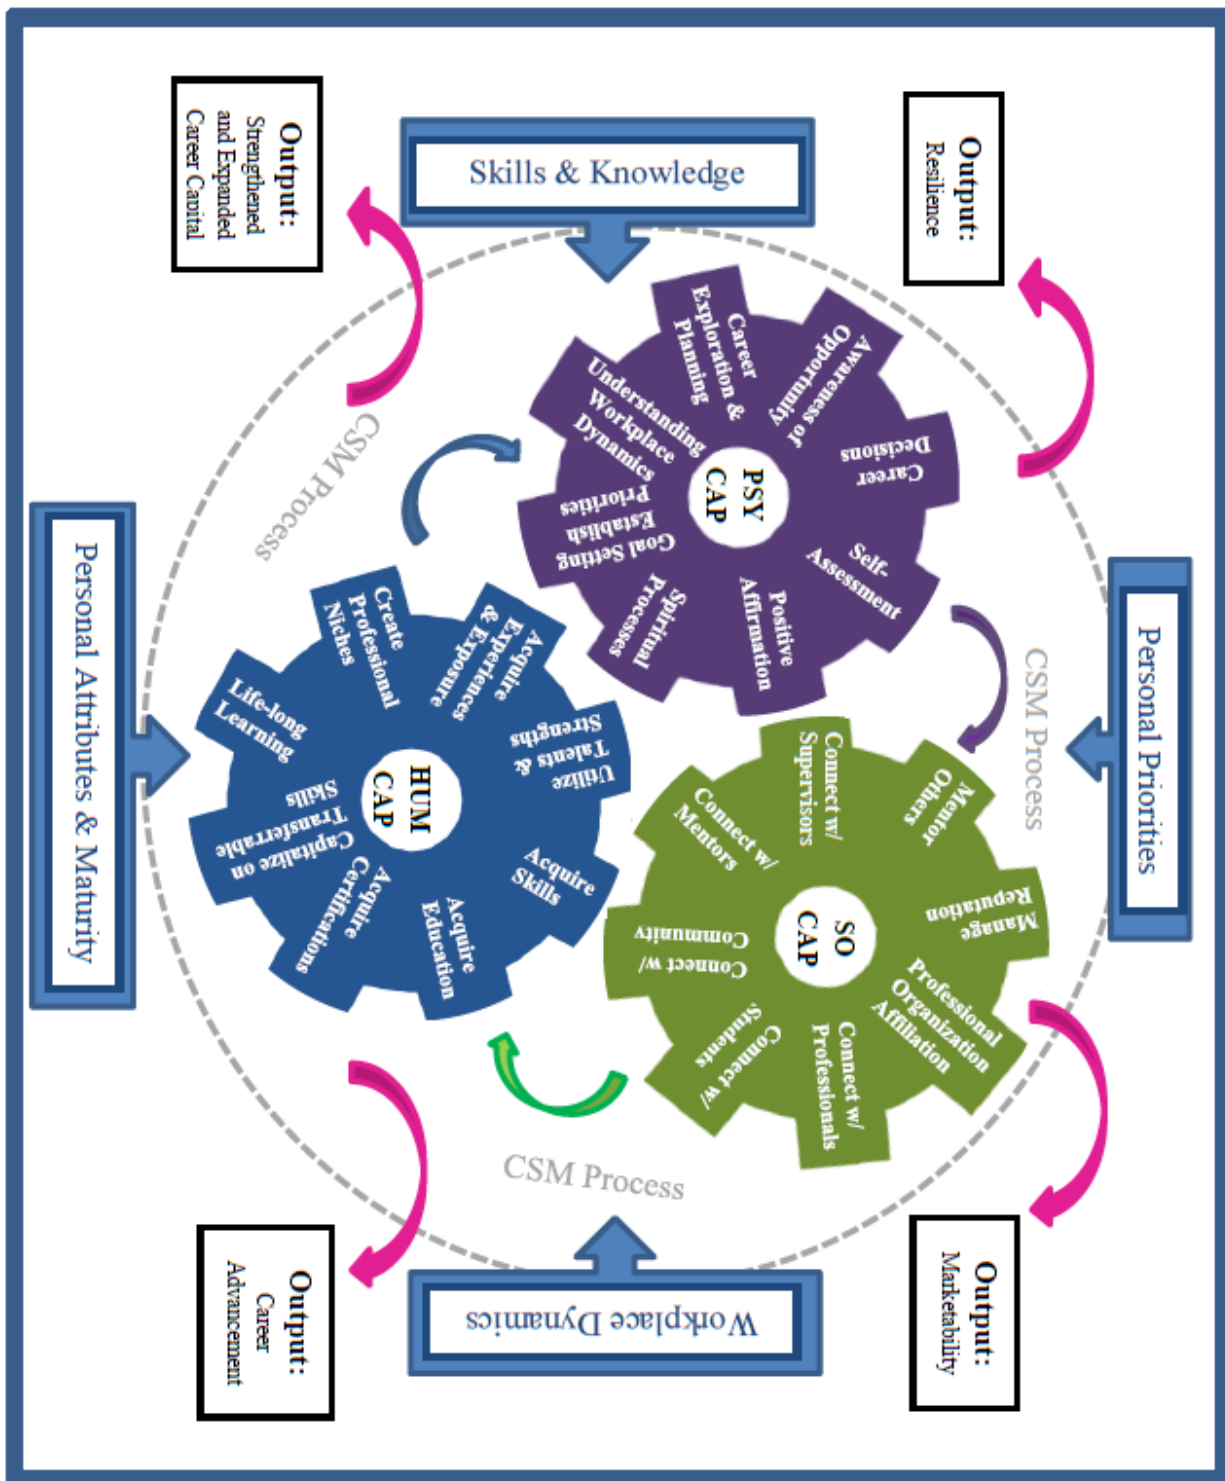 Output:
Resilience
Personal Priorities
Output:
Marketability
CSM Process
Skills & Knowledge
Awareness of
Opportunity
Career
Decisions
Self-
Assessment
Positive
Affirmation
Spiritual
Processes
Goal Setting
Establish
Priorities
Understanding
Workplace
Dynamics
Career
Exploration &
Planning
PSY
CAP
Mentor
Others
Manage
Reputation
Professional
Organization
Affiliation
Connect w/
Professionals
Connect w/
Students
Connect w/
Community
Connect w/
Mentors
Connect w/
Supervisors
SO
CAP
Workplace Dynamics
Acquire
Experiences
& Exposure
Utilize
Talents &
Strengths
Acquire
Skills
Acquire
Education
Acquire
Certifications
Capitalize on
Transferrable
Skills
Life-long
Learning
Create
Professional
Niches
HUM
CAP
CSM Process
CSM Process
Output:
Strengthened
and Expanded
Career Capital
Personal Attributes & Maturity
Output:
Career
Advancement